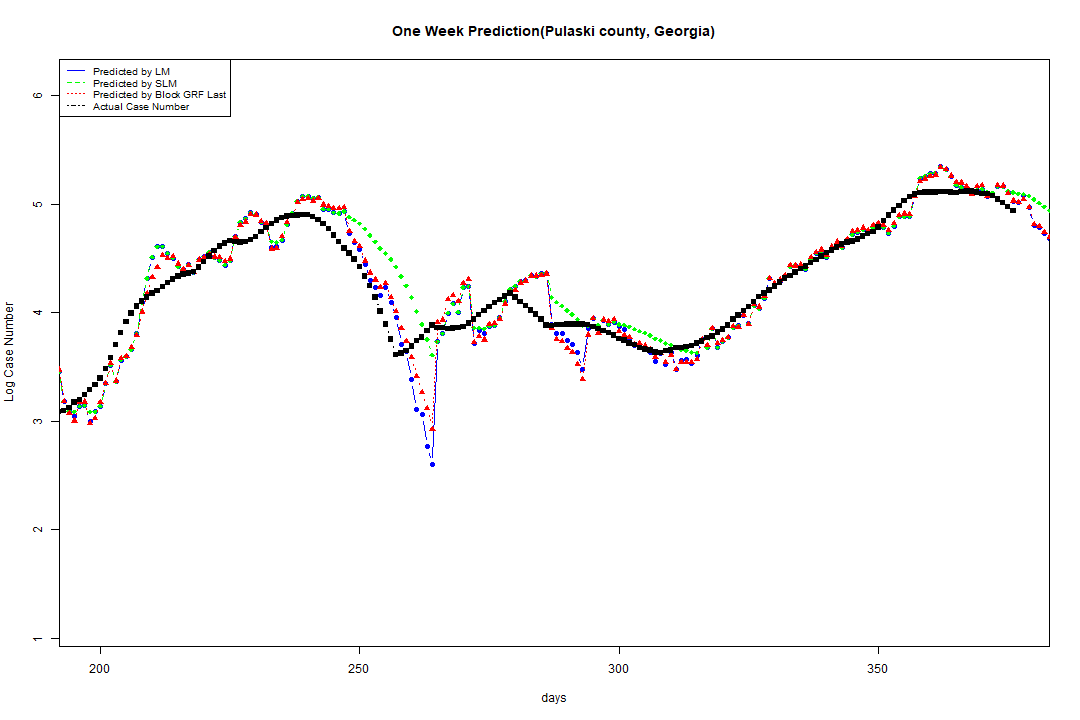 One Week Prediction(Pulaski county, Georgia)
Predicted by LM
Predicted by SLM
Predicted by Block GRF Last
Actual Case Number
6
5
4
3
2
1
Log Case Number
200
250
300
350
days